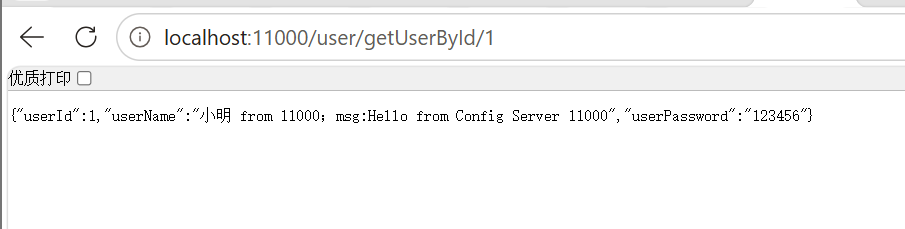 localhost:11000/user/getUserById/1
优质打印
{"userId":1,"userName":"小明 from 11000；msg:Hello from Config Server 11000","userPassword":"123456"}